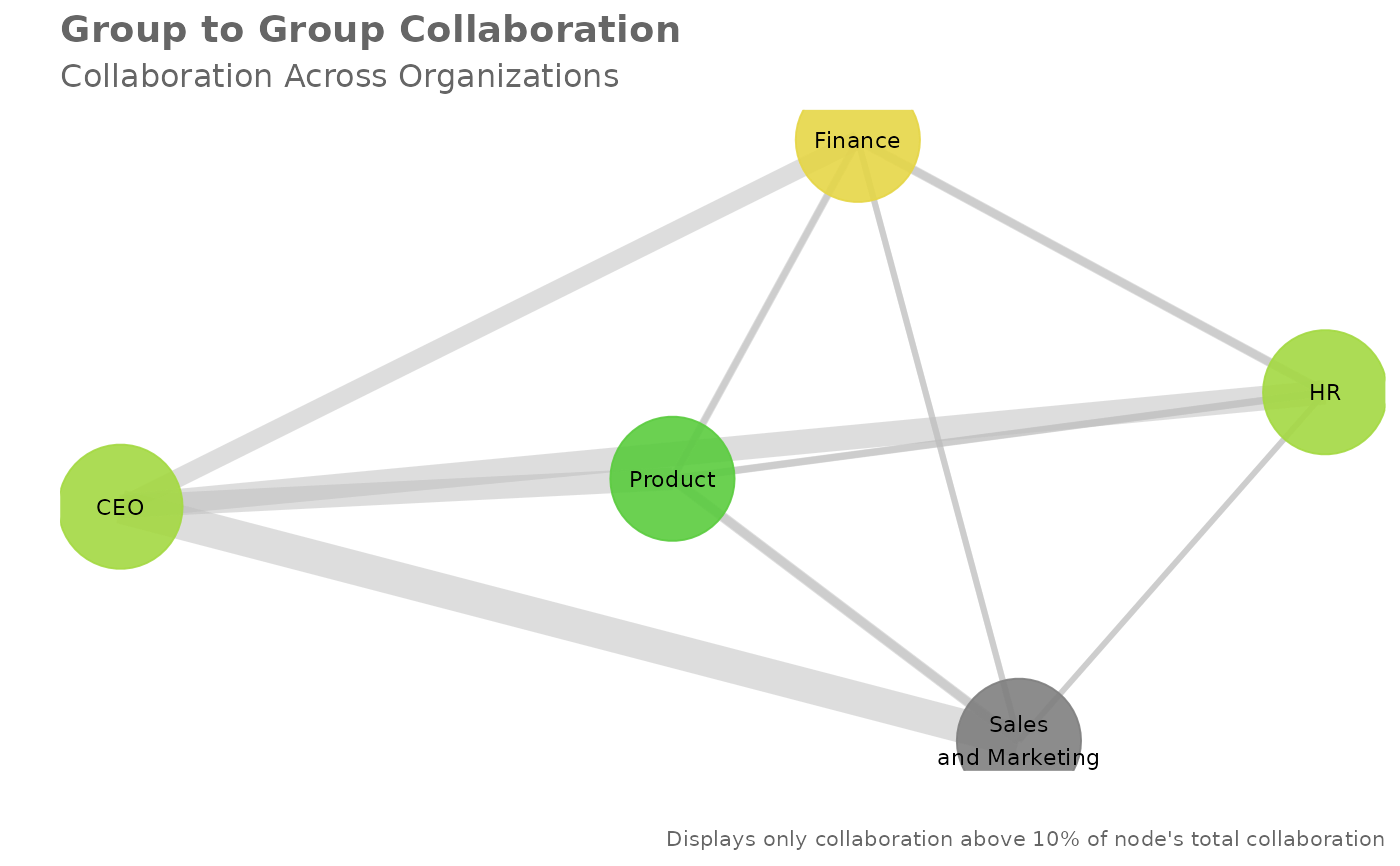 Group to Group Collaboration
Collaboration Across Organizations
Finance
HR
Product
CEO
Sales
and Marketing
Displays only collaboration above 10% of node's total collaboration